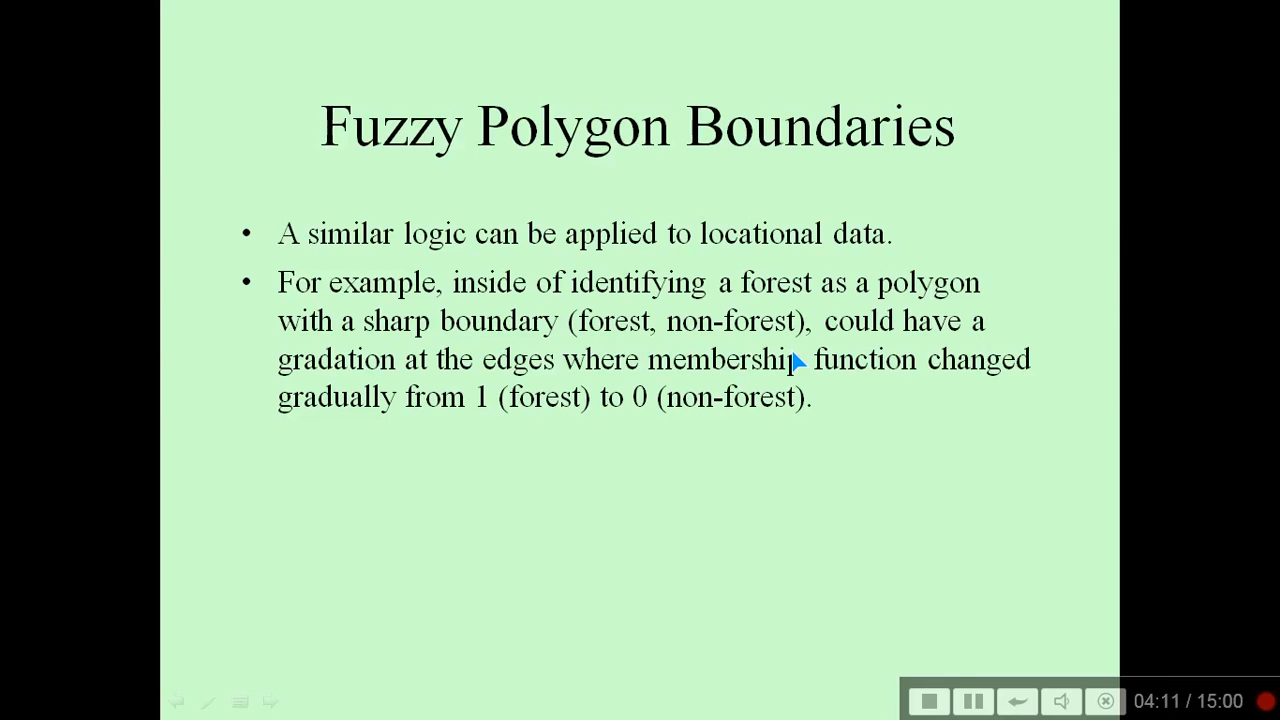 Fuzzy Polygon Boundaries
• A similar logic can be applied to locational data.
• For example, inside of identifying a forest as a polygon
with a sharp boundary (forest, non-forest), could have a
gradation at the edges where membership function changed
gradually from 1 (forest) to 0 (non-forest).
04:11 / 15:00